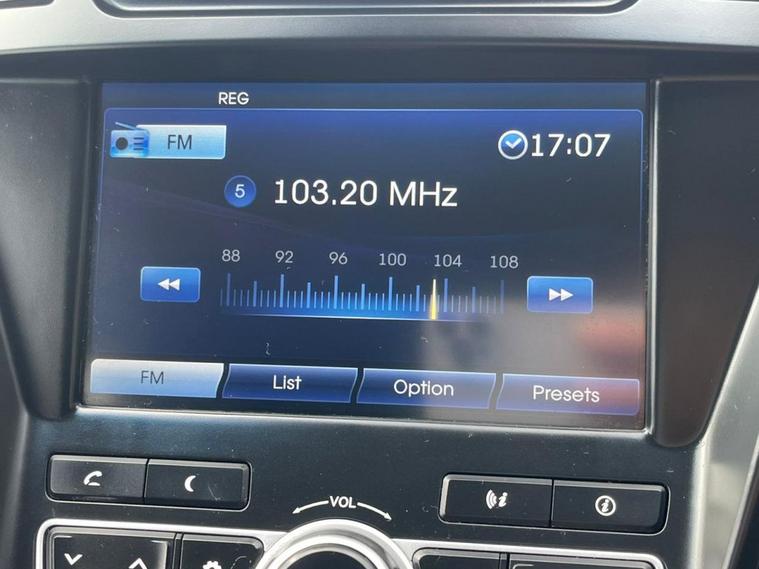 REG
FM
17:07
5 103.20 MHz
88 92 96 100 104 108
FM List Option Presets
VOL
i i